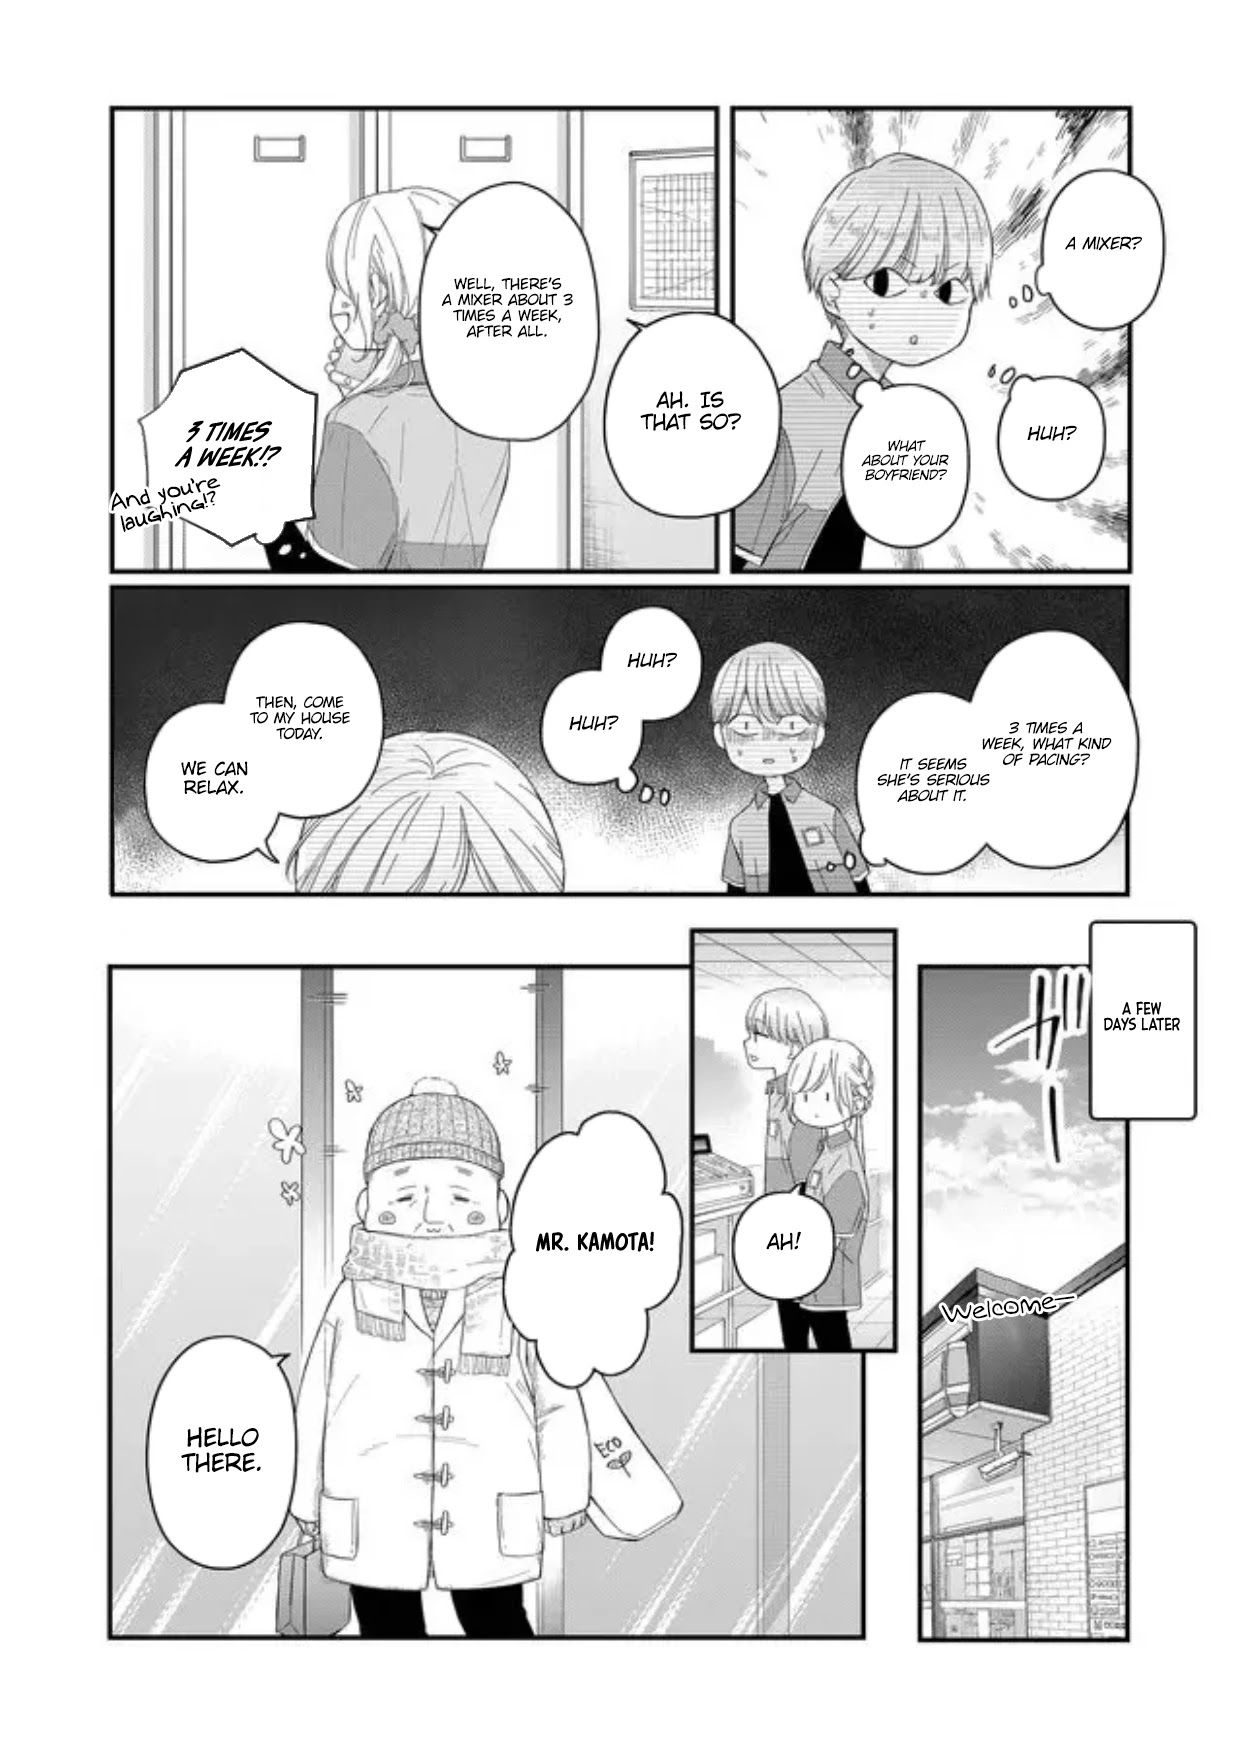 A MIXER?
HUH?
WHAT
ABOUT YOUR
BOYFRIEND?
AH. IS
THAT SO?
WELL, THERE'S
A MIXER ABOUT 3
TIMES A WEEK,
AFTER ALL.
3 TIMES
A WEEK!?
And you're
laughing!?
3 TIMES A
WEEK, WHAT KIND
OF PACING?
IT SEEMS
SHE'S SERIOUS
ABOUT IT.
HUH?
HUH?
THEN, COME
TO MY HOUSE
TODAY.
WE CAN
RELAX.
A FEW
DAYS LATER
Welcome—
AH!
MR. KAMOTA!
ECO
HELLO
THERE.